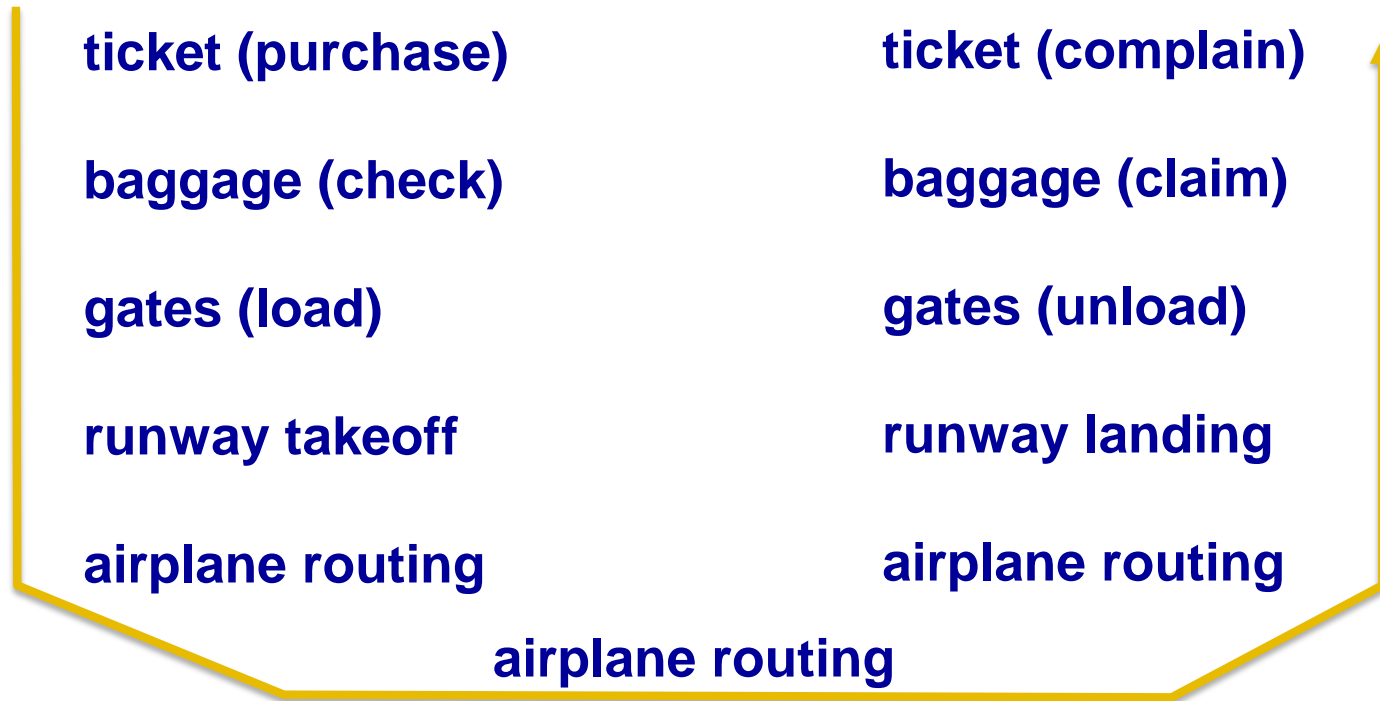 ticket (purchase)
baggage (check)
gates (load)
runway takeoff
airplane routing
ticket (complain)
baggage (claim)
gates (unload)
runway landing
airplane routing
airplane routing